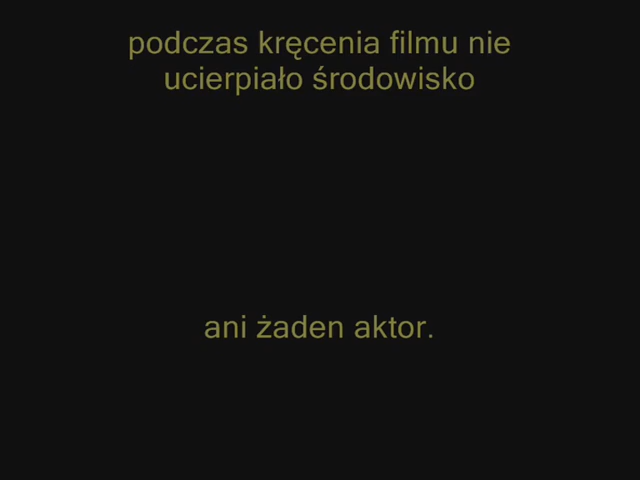 podczas kręcenia filmu nie
ucierpiało środowisko
ani żaden aktor.